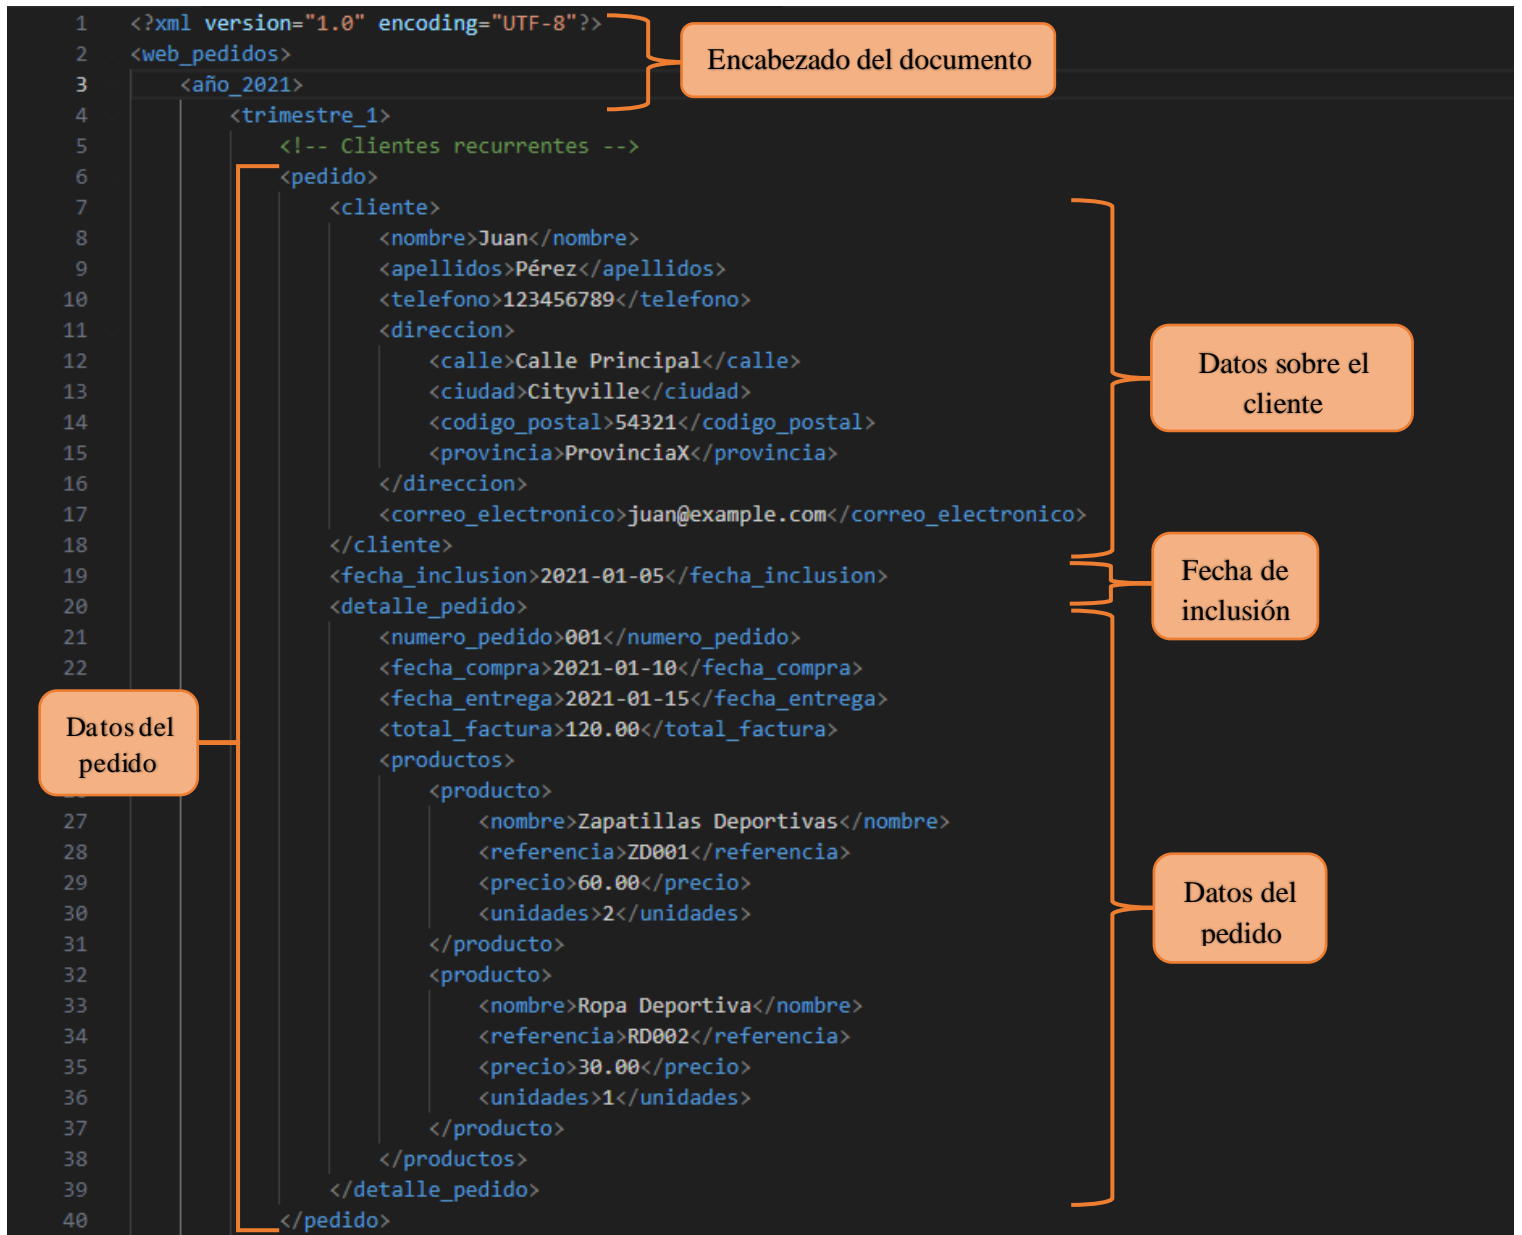 1 <?xml version="1.0" encoding="UTF-8"?>
2 <web_pedidos>
Encabezado del documento
3 <año_2021>
4 <trimestre_1>
5 <!-- Clientes recurrentes -->
6 <pedido>
7 <cliente>
8 <nombre>Juan</nombre>
9 <apellidos>Pérez</apellidos>
10 <telefono>123456789</telefono>
11 <direccion>
12 <calle>Calle Principal</calle>
13 <ciudad>Cityville</ciudad>
14 <codigo_postal>54321</codigo_postal>
15 <provincia>ProvinciaX</provincia>
16 </direccion>
17 <correo_electronico>juan@example.com</correo_electronico>
18 </cliente>
Datos sobre el
cliente
19 <fecha_inclusion>2021-01-05</fecha_inclusion>
Fecha de
inclusión
20 <detalle_pedido>
21 <numero_pedido>001</numero_pedido>
22 <fecha_compra>2021-01-10</fecha_compra>
<fecha_entrega>2021-01-15</fecha_entrega>
<total_factura>120.00</total_factura>
<productos>
<producto>
Datos del
pedido
27 <nombre>Zapatillas Deportivas</nombre>
28 <referencia>ZD001</referencia>
29 <precio>60.00</precio>
30 <unidades>2</unidades>
31 </producto>
32 <producto>
33 <nombre>Ropa Deportiva</nombre>
34 <referencia>RD002</referencia>
35 <precio>30.00</precio>
36 <unidades>1</unidades>
37 </producto>
38 </productos>
39 </detalle_pedido>
Datos del
pedido
40 </pedido>